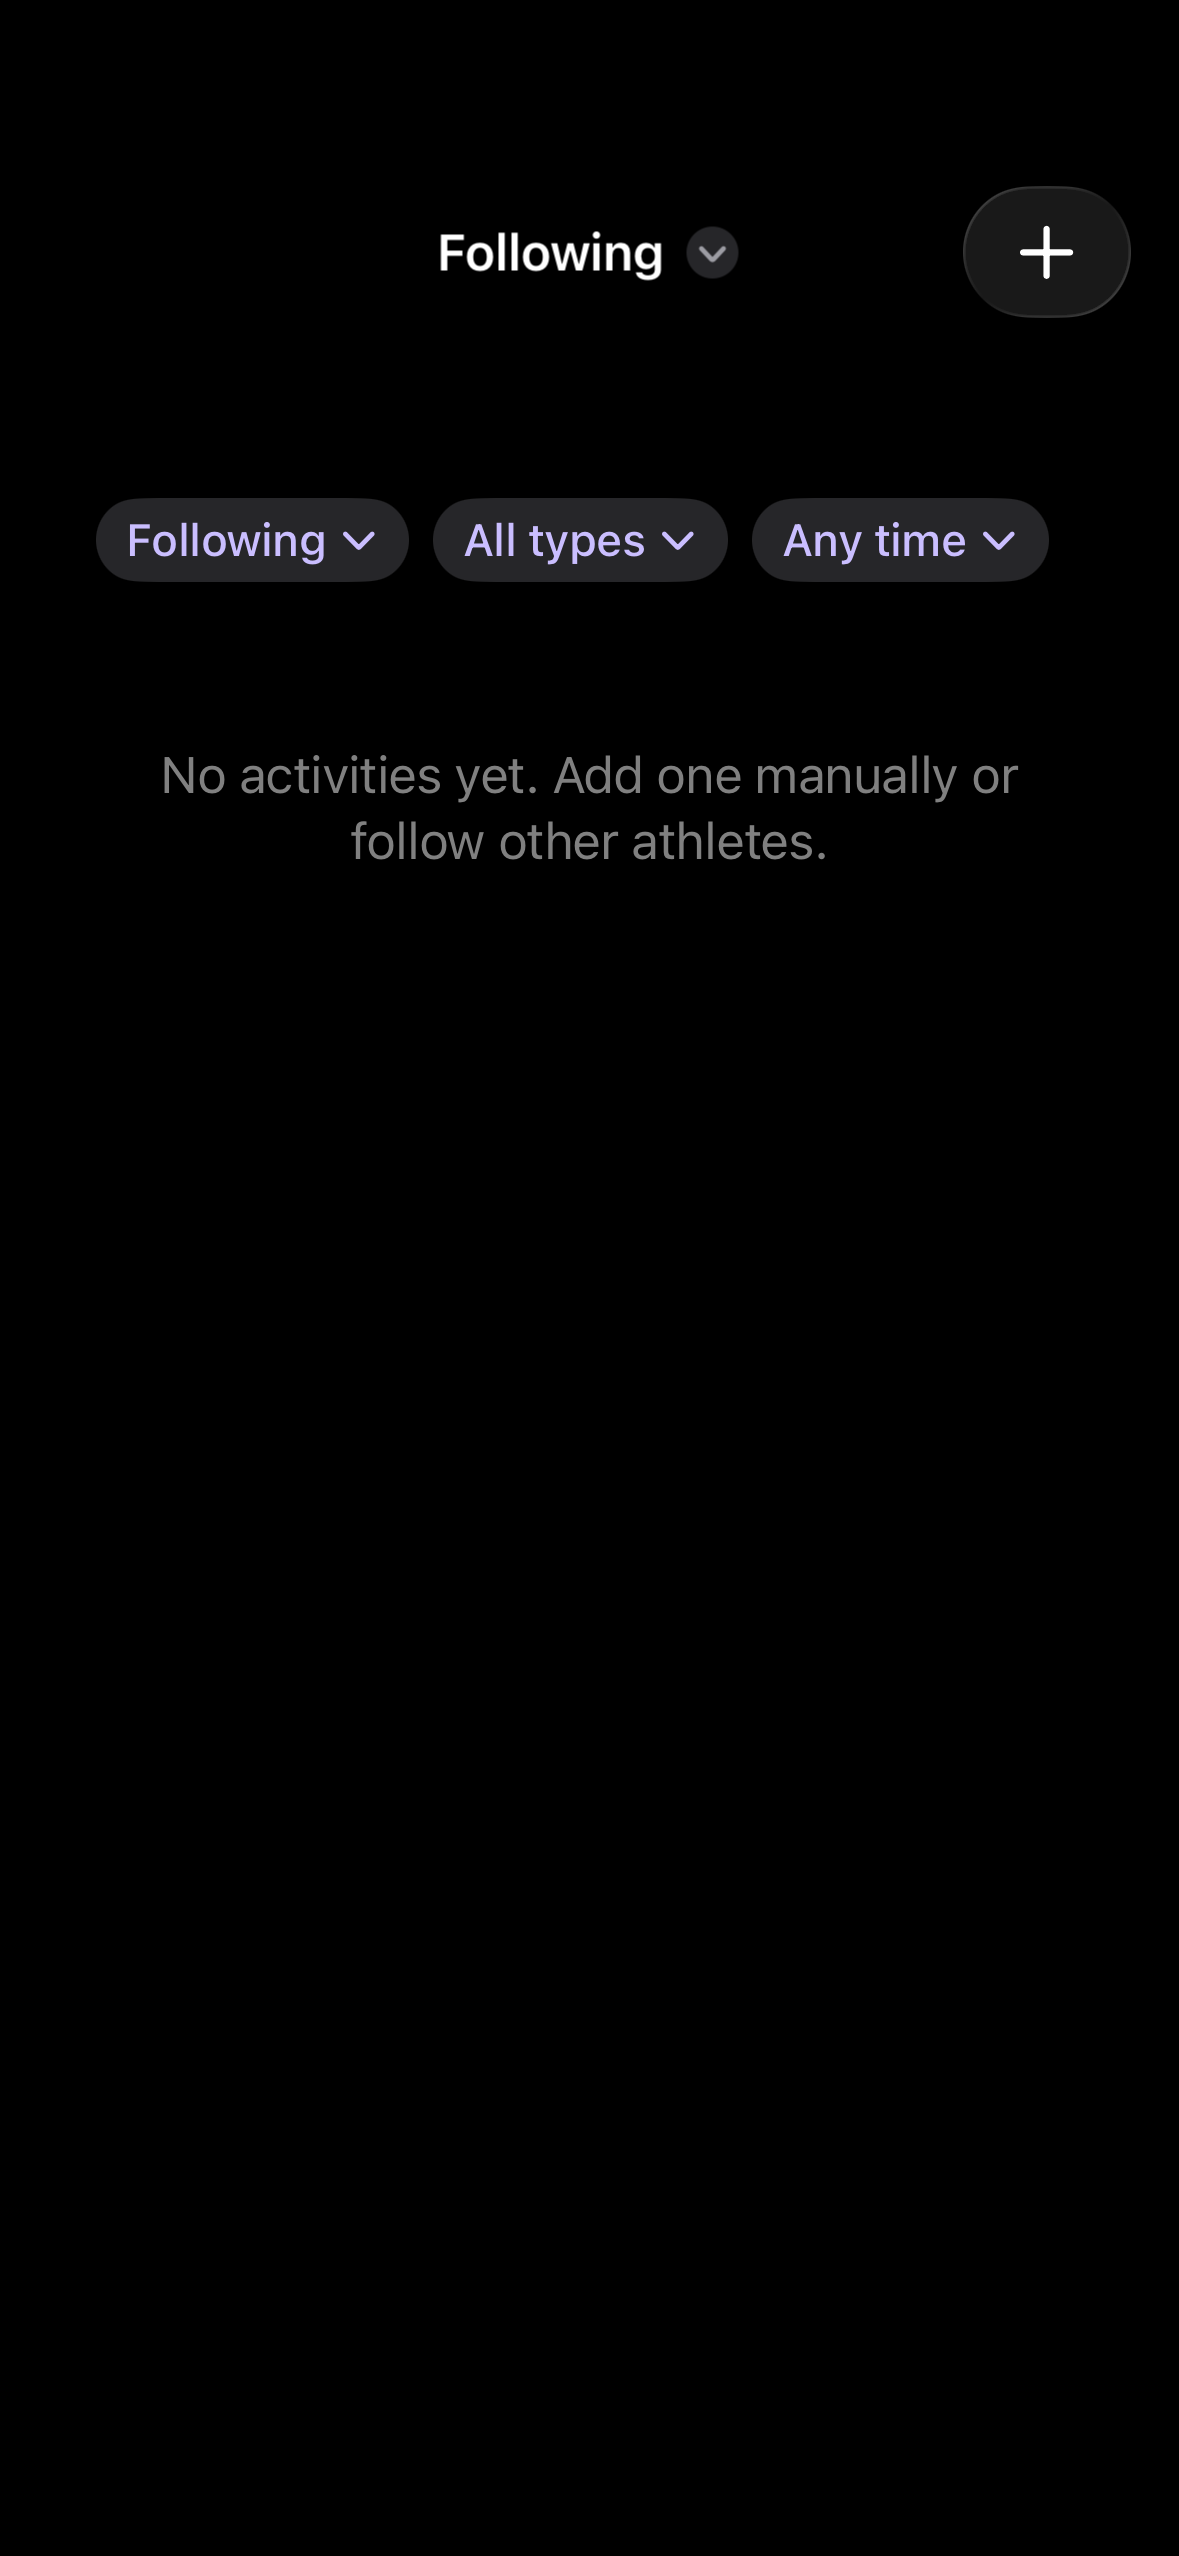 Following
Following
All types
Any time
No activities yet. Add one manually or
follow other athletes.